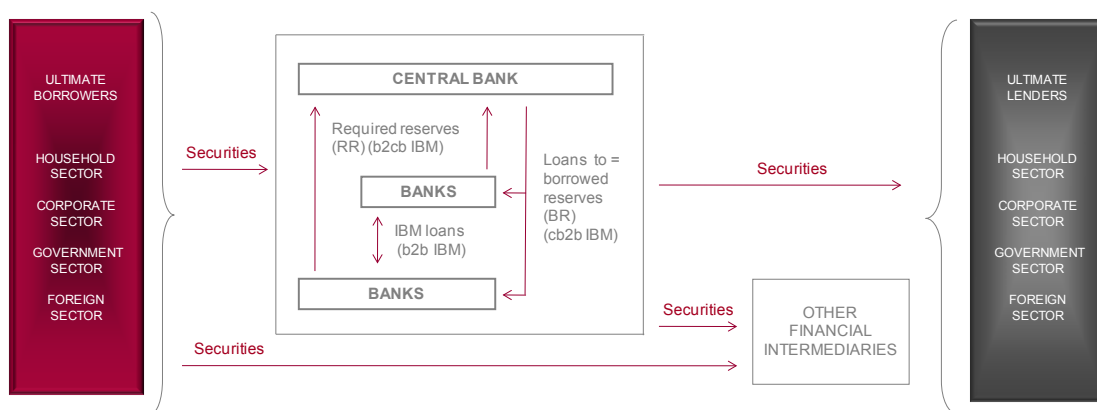 ULTIMATE
BORROWERS
HOUSEHOLD
SECTOR
CORPORATE
SECTOR
GOVERNMENT
SECTOR
FOREIGN
SECTOR
Securities
Securities
CENTRAL BANK
Required reserves
(RR) (b2cb IBM)
BANKS
IBM loans
(b2b IBM)
BANKS
Loans to =
borrowed
reserves
(BR)
(cb2b IBM)
Securities
Securities
OTHER
FINANCIAL
INTERMEDIARIES
ULTIMATE
LENDERS
HOUSEHOLD
SECTOR
CORPORATE
SECTOR
GOVERNMENT
SECTOR
FOREIGN
SECTOR